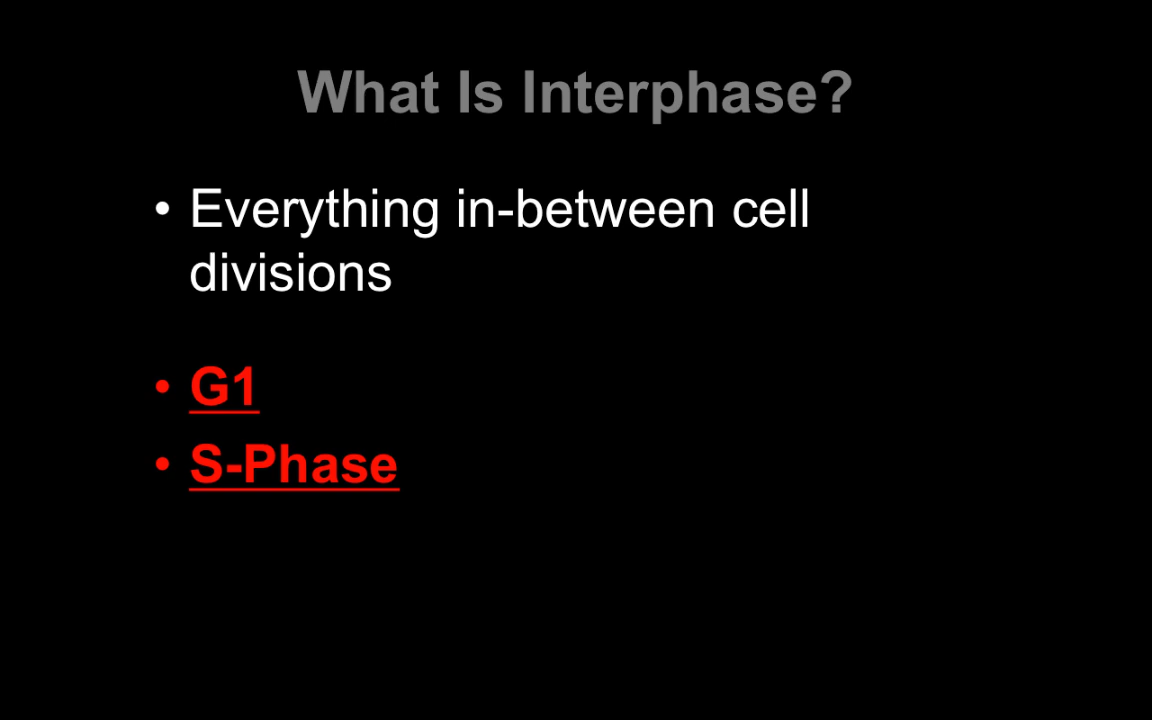 What Is Interphase?
• Everything in-between cell
divisions
• G1
• S-Phase